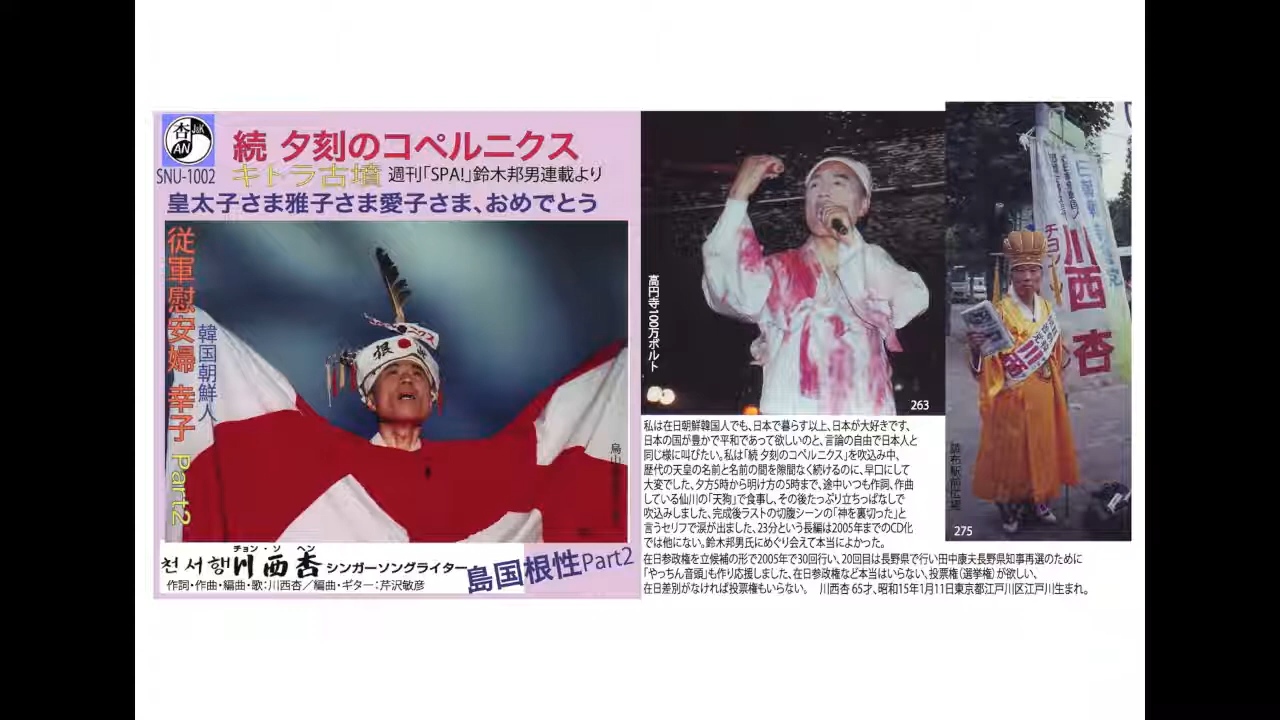 杏
J&K
AN
SNU-1002
続 夕刻のコペルニクス
キトラ古墳 週刊「SPA!」鈴木邦男連載より
皇太子さま雅子さま愛子さま、おめでとう
従軍慰安婦 幸子 Part2
韓国朝鮮人
烏山
천서행
チョン・ソ ヘン
川西杏 シンガーソングライター
作詞・作曲・編曲・歌:川西杏/編曲・ギター:芹沢敏彦
島国根性Part2
高円寺100万ボルト
263
川西 杏
調布駅前広場
275
私は在日朝鮮韓国人でも、日本で暮らす以上、日本が大好きです、
日本の国が豊かで平和であって欲しいのと、言論の自由で日本人と
同じ様に叫びたい。私は「続 夕刻のコペルニクス」を吹込み中、
歴代の天皇の名前と名前の間を隙間なく続けるのに、早口にして
大変でした、夕方5時から明け方の5時まで、途中いつも作詞、作曲
している仙川の「天狗」で食事し、その後たっぷり立ちっぱなしで
吹込みしました、完成後ラストの切腹シーンの「神を裏切った」と
言うセリフで涙が出ました、23分という長編は2005年までのCD化
では他にない。鈴木邦男氏にめぐり会えて本当によかった。
在日参政権を立候補の形で2005年で30回行い、20回目は長野県で行い田中康夫長野県知事再選のために
「やっちん音頭」も作り応援しました、在日参政権など本当はいらない、投票権(選挙権)が欲しい、
在日差別がなければ投票権もいらない。 川西杏 65才、昭和15年1月11日東京都江戸川区江戸川生まれ。